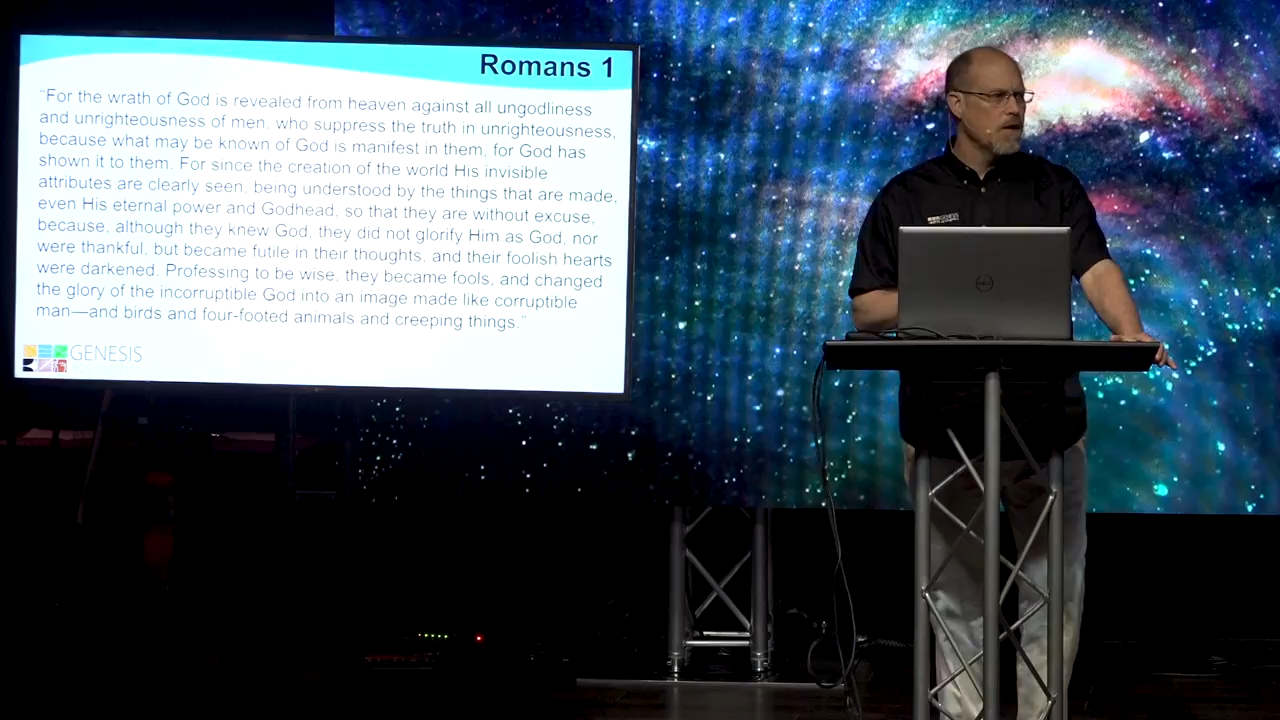 Romans 1
“For the wrath of God is revealed from heaven against all ungodliness
and unrighteousness of men, who suppress the truth in unrighteousness,
because what may be known of God is manifest in them, for God has
shown it to them. For since the creation of the world His invisible
attributes are clearly seen, being understood by the things that are made,
even His eternal power and Godhead, so that they are without excuse,
because, although they knew God, they did not glorify Him as God, nor
were thankful, but became futile in their thoughts, and their foolish hearts
were darkened. Professing to be wise, they became fools, and changed
the glory of the incorruptible God into an image made like corruptible
man—and birds and four-footed animals and creeping things.”
GENESIS
GENESIS
DELL